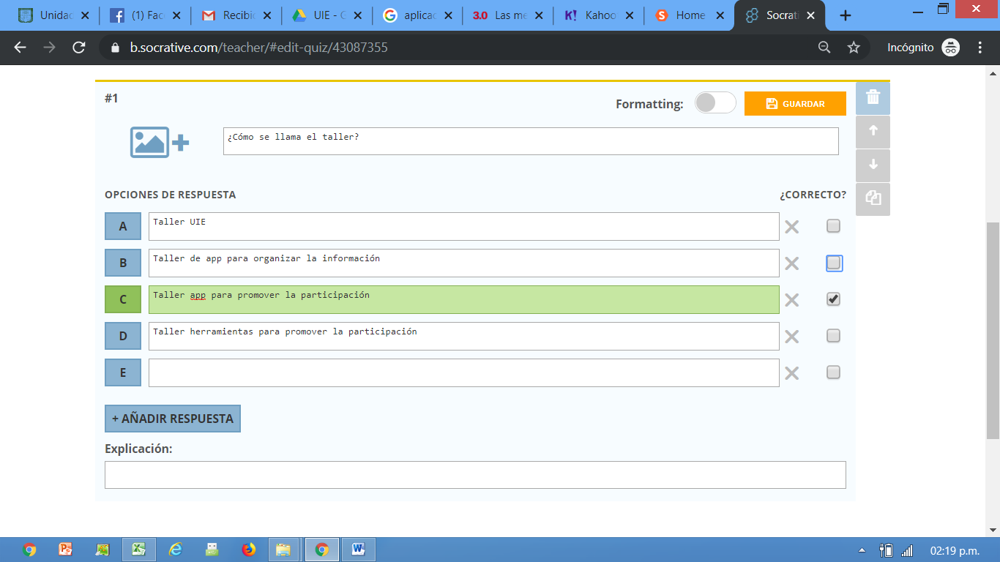 Unidac
(1) Fac
Recibi
UIE - G
aplicac
3.0 Las me
K! Kahoo
S Home
Socrati
b.socrative.com/teacher/#edit-quiz/43087355
Incógnito
#1
Formatting:
GUARDAR
¿Cómo se llama el taller?
OPCIONES DE RESPUESTA
¿CORRECTO?
A Taller UIE
B Taller de app para organizar la información
C Taller app para promover la participación
D Taller herramientas para promover la participación
E
+ AÑADIR RESPUESTA
Explicación:
02:19 p.m.